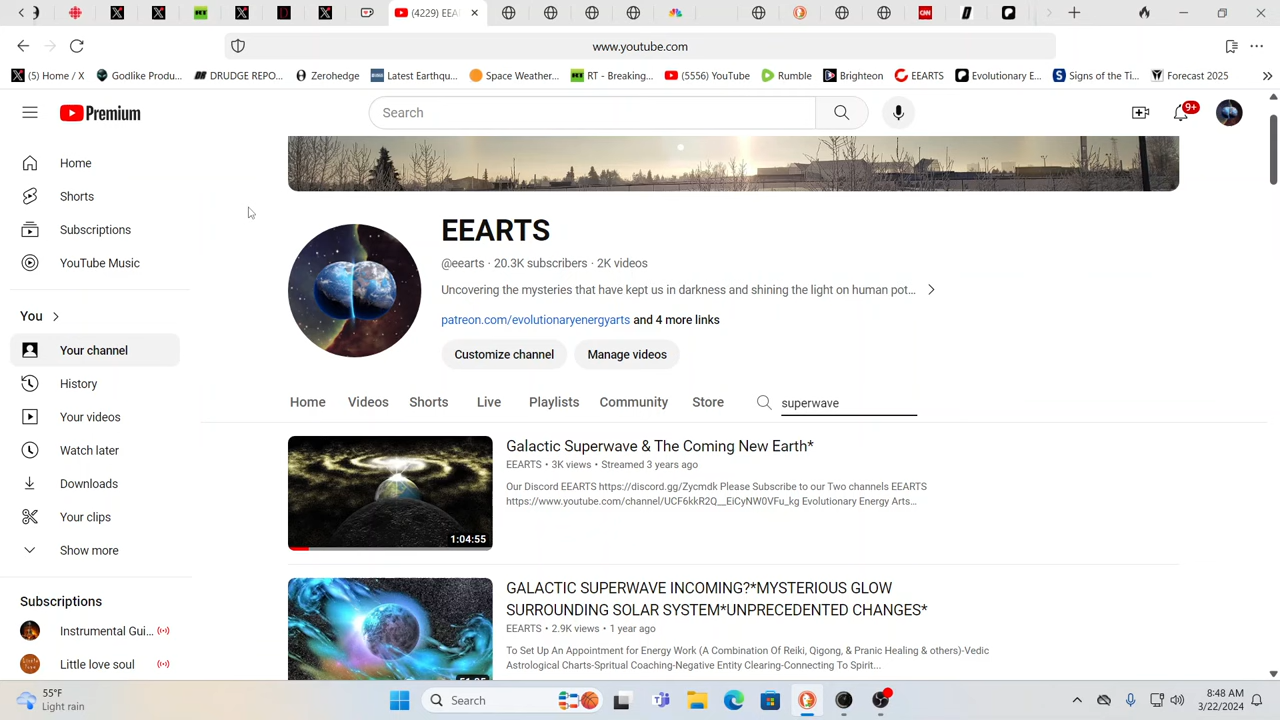 (4229) EEA
www.youtube.com
(5) Home / X
Godlike Produ...
DRUDGE REPO...
Zerohedge
Latest Earthqu...
Space Weather...
RT - Breaking...
(5556) YouTube
Rumble
Brighteon
EEARTS
Evolutionary E...
Signs of the Ti...
Forecast 2025
Premium
Search
9+
Home
Shorts
Subscriptions
YouTube Music
You
Your channel
History
Your videos
Watch later
Downloads
Your clips
Show more
Subscriptions
Instrumental Gui...
Little love soul
EEARTS
@eearts · 20.3K subscribers · 2K videos
Uncovering the mysteries that have kept us in darkness and shining the light on human pot...
patreon.com/evolutionaryenergyarts and 4 more links
Customize channel
Manage videos
Home
Videos
Shorts
Live
Playlists
Community
Store
superwave
1:04:55
Galactic Superwave & The Coming New Earth*
EEARTS • 3K views • Streamed 3 years ago
Our Discord EEARTS https://discord.gg/Zycmdk Please Subscribe to our Two channels EEARTS
https://www.youtube.com/channel/UCF6kkR2Q__EiCyNW0VFu_kg Evolutionary Energy Arts...
GALACTIC SUPERWAVE INCOMING?*MYSTERIOUS GLOW
SURROUNDING SOLAR SYSTEM*UNPRECEDENTED CHANGES*
EEARTS • 2.9K views • 1 year ago
To Set Up An Appointment for Energy Work (A Combination Of Reiki, Qigong, & Pranic Healing & others)-Vedic
Astrological Charts-Spritual Coaching-Negative Entity Clearing-Connecting To Spirit...
55°F
Light rain
Search
8:48 AM
3/22/2024